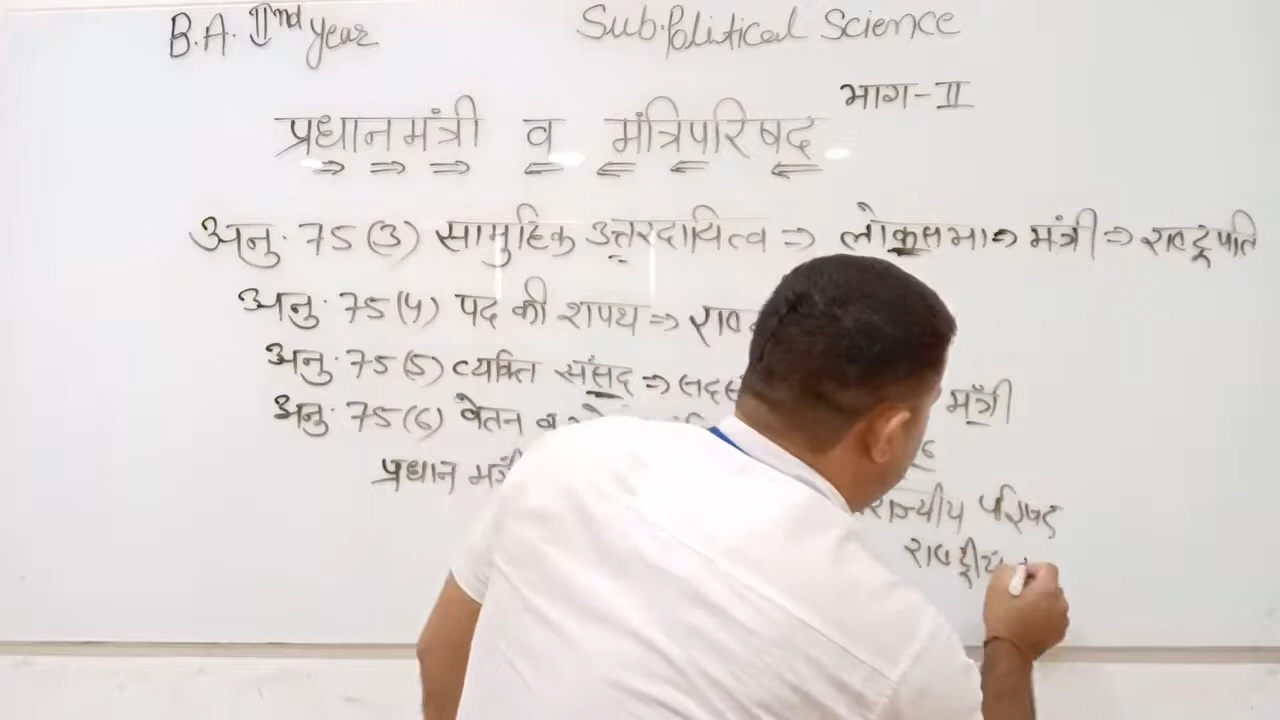 B.A. IInd year
Sub. Political Science
भाग-II
प्रधानमंत्री व मंत्रिपरिषद
अनु. 75(3) सामुहिक उत्तरदायित्व ⇒ लोकसभा ⇒ मंत्री ⇒ राष्ट्रपति
अनु. 75(4) पद की शपथ ⇒
अनु. 75(5) व्यक्ति संसद ⇒ मंत्री
अनु. 75(6) वेतन व
प्रधान मंत्री
परिषद